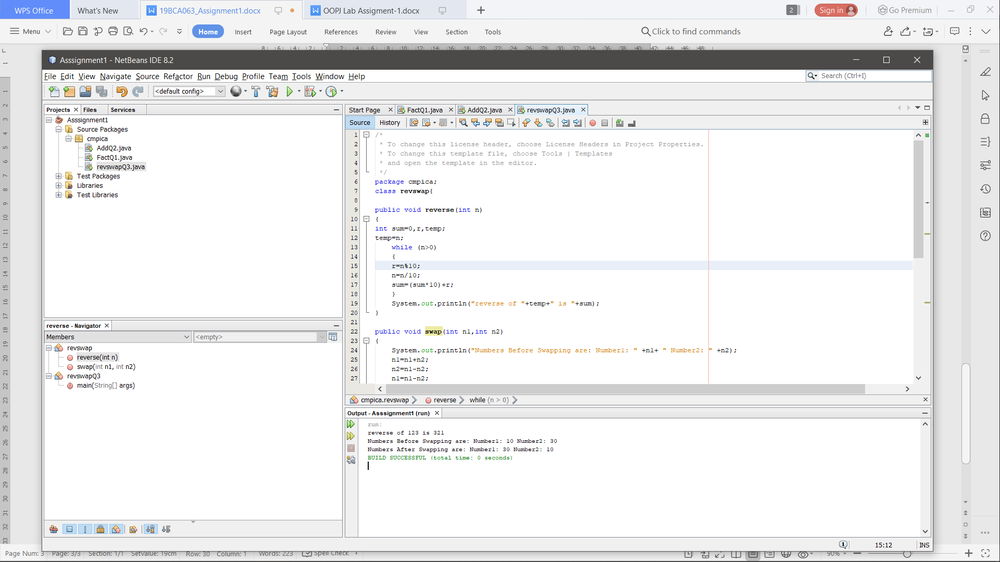 WPS Office What's New 19BCA063_Assignment1.docx OOPJ Lab Assigment-1.docx 2 Sign in Go Premium
Menu Home Insert Page Layout References Review View Section Tools Click to find commands
Asssignment1 - NetBeans IDE 8.2
File Edit View Navigate Source Refactor Run Debug Profile Team Tools Window Help Search (Ctrl+I)
<default config>
Projects Files Services
Asssignment1
Source Packages
cmpica
AddQ2.java
FactQ1.java
revswapQ3.java
Test Packages
Libraries
Test Libraries
reverse - Navigator
Members <empty>
revswap
reverse(int n)
swap(int n1, int n2)
revswapQ3
main(String[] args)
Start Page FactQ1.java AddQ2.java revswapQ3.java
Source History
1 /*
2 * To change this license header, choose License Headers in Project Properties.
3 * To change this template file, choose Tools | Templates
4 * and open the template in the editor.
5 */
6 package cmpica;
7 class revswap{
8
9 public void reverse(int n)
10 {
11 int sum=0,r,temp;
12 temp=n;
13 while (n>0)
14 {
15 r=n%10;
16 n=n/10;
17 sum=(sum*10)+r;
18 }
19 System.out.println("reverse of "+temp+" is "+sum);
20 }
21
22 public void swap(int n1,int n2)
23 {
24 System.out.println("Numbers Before Swapping are: Number1: " +n1+ " Number2: " +n2);
25 n1=n1+n2;
26 n2=n1-n2;
27 n1=n1-n2;
cmpica.revswap reverse while (n > 0)
Output - Asssignment1 (run)
run:
reverse of 123 is 321
Numbers Before Swapping are: Number1: 10 Number2: 30
Numbers After Swapping are: Number1: 30 Number2: 10
BUILD SUCCESSFUL (total time: 0 seconds)
15:12 INS
Page Num: 3 Page: 3/3 Section: 1/1 SetValue: 19cm Row: 30 Column: 1 Words: 223 Spell Check 90%